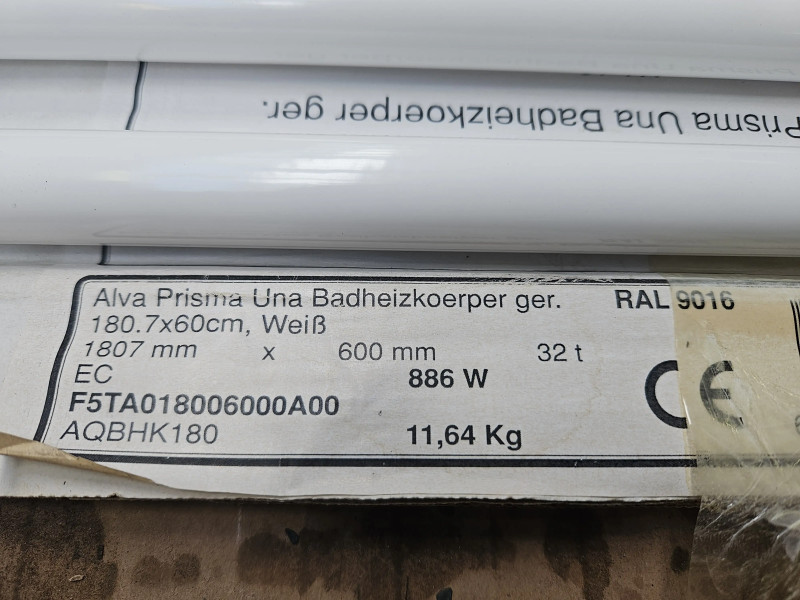 Prisma Una Badheizkoerper ger.
Alva Prisma Una Badheizkoerper ger. RAL 9016
180.7x60cm, Weiß
1807 mm x 600 mm 32 t
EC 886 W
F5TA018006000A00
AQBHK180 11,64 Kg
CE